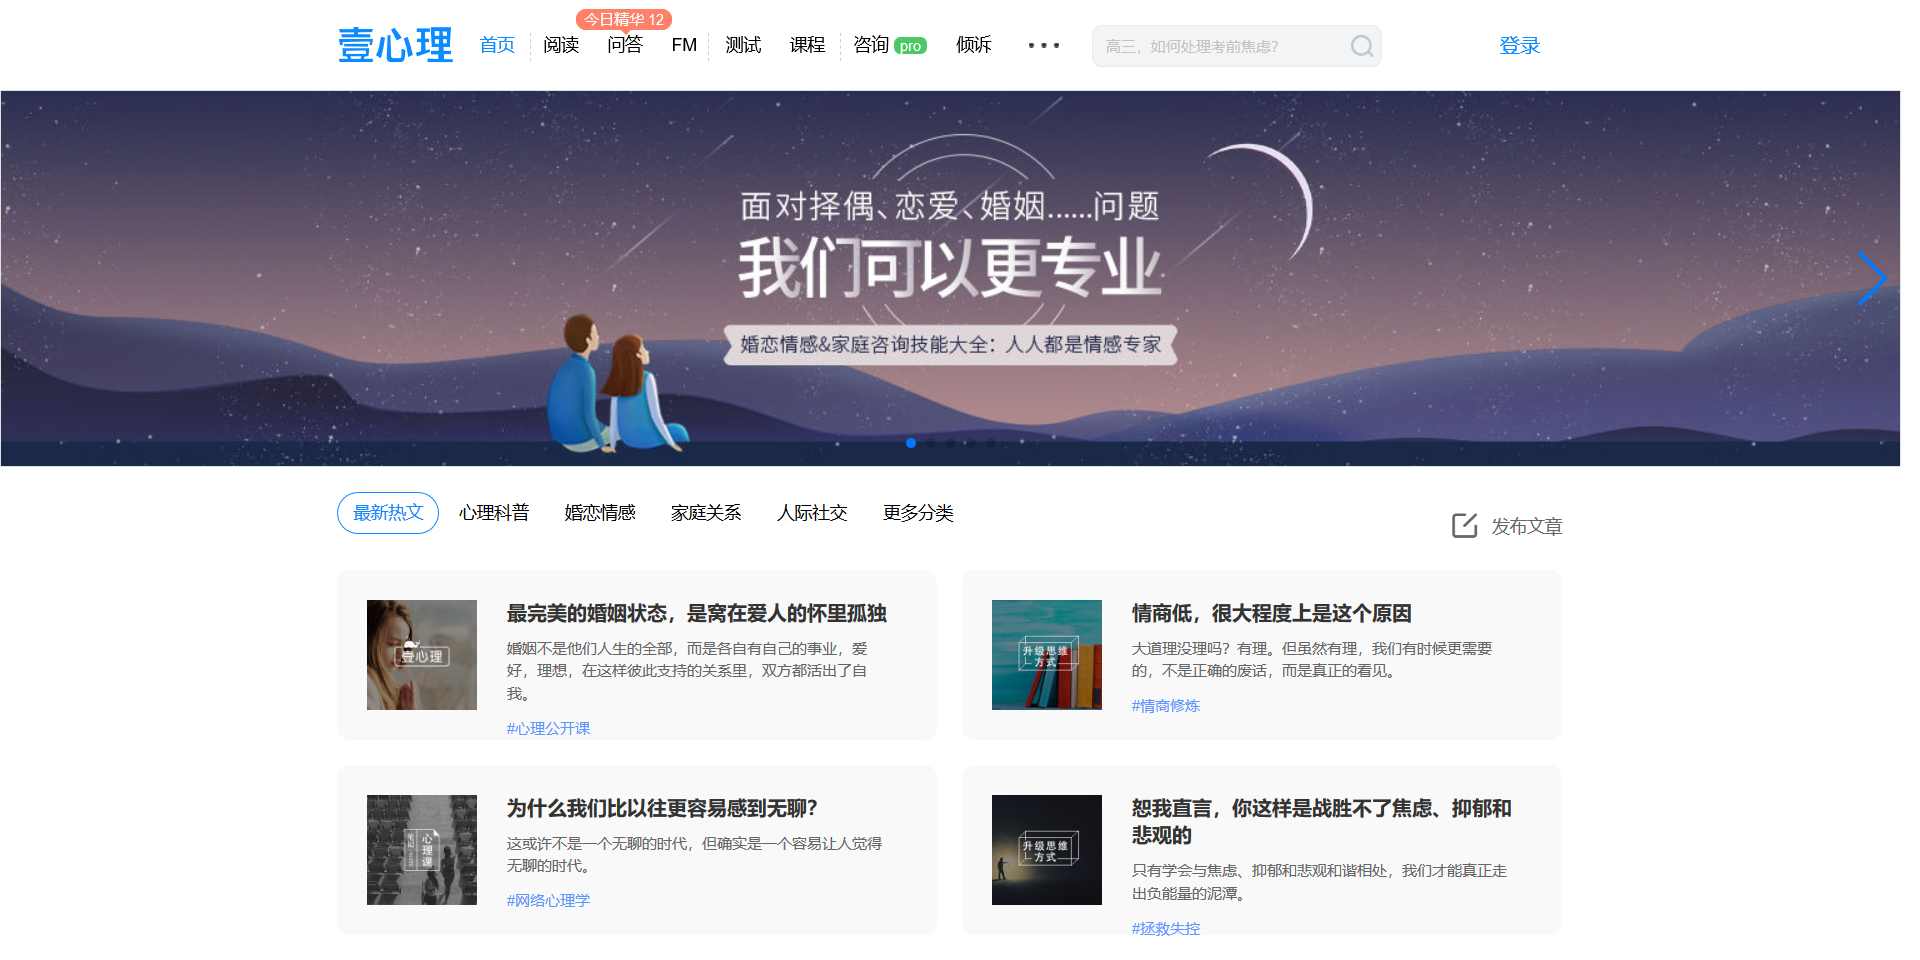 今日精华 12
壹心理 首页 阅读 问答 FM 测试 课程 咨询 pro 倾诉 高三，如何处理考前焦虑？ 登录
面对择偶、恋爱、婚姻......问题
我们可以更专业
婚恋情感&家庭咨询技能大全：人人都是情感专家
最新热文 心理科普 婚恋情感 家庭关系 人际社交 更多分类 发布文章
壹心理
最完美的婚姻状态，是窝在爱人的怀里孤独
婚姻不是他们人生的全部，而是各自有自己的事业，爱
好，理想，在这样彼此支持的关系里，双方都活出了自
我。
#心理公开课
升级思维
方式
情商低，很大程度上是这个原因
大道理没理吗？有理。但虽然有理，我们有时候更需要
的，不是正确的废话，而是真正的看见。
#情商修炼
心理课
笔记
为什么我们比以往更容易感到无聊？
这或许不是一个无聊的时代，但确实是一个容易让人觉得
无聊的时代。
#网络心理学
升级思维
方式
恕我直言，你这样是战胜不了焦虑、抑郁和
悲观的
只有学会与焦虑、抑郁和悲观和谐相处，我们才能真正走
出负能量的泥潭。
#拯救失控